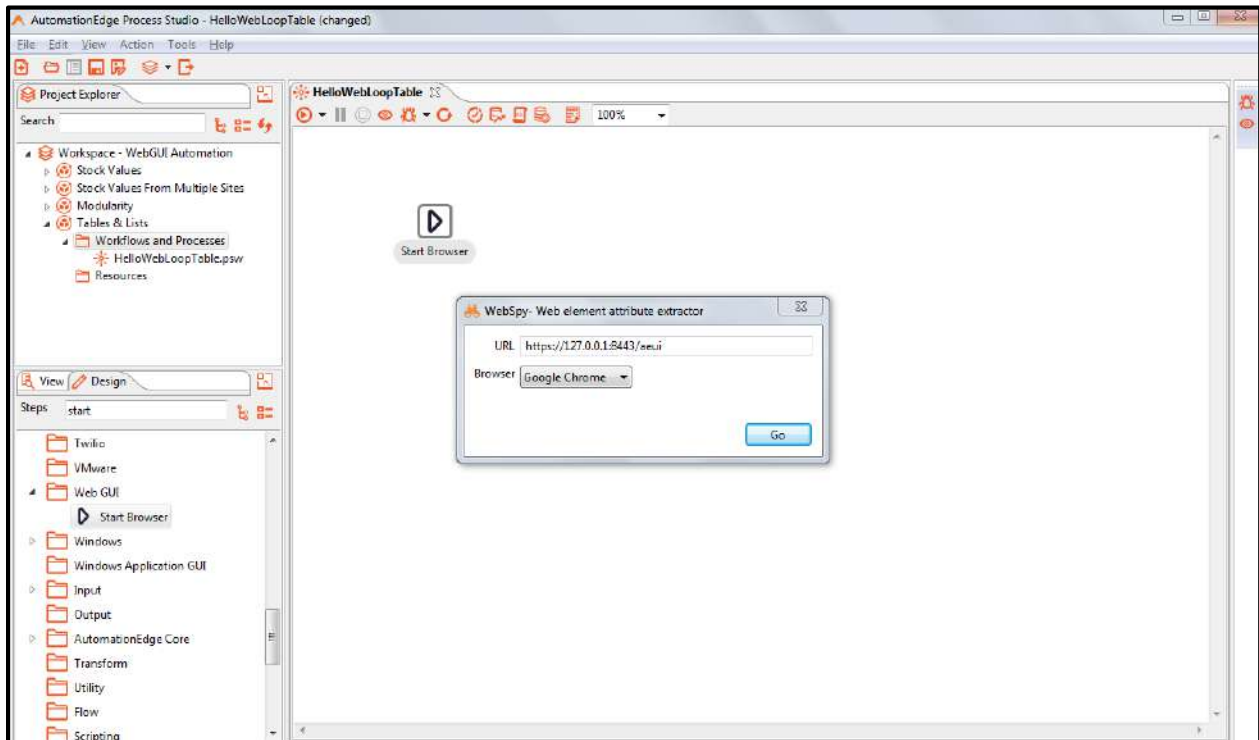 AutomationEdge Process Studio - HelloWebLoopTable (changed)
File Edit View Action Tools Help
Project Explorer
Search
Workspace - WebGUI Automation
Stock Values
Stock Values From Multiple Sites
Modularity
Tables & Lists
Workflows and Processes
HelloWebLoopTable.psw
Resources
View Design
Steps start
Twilio
VMware
Web GUI
Start Browser
Windows
Windows Application GUI
Input
Output
AutomationEdge Core
Transform
Utility
Flow
Scripting
HelloWebLoopTable
100%
Start Browser
WebSpy- Web element attribute extractor
URL https://127.0.0.1:8443/aeui
Browser Google Chrome
Go